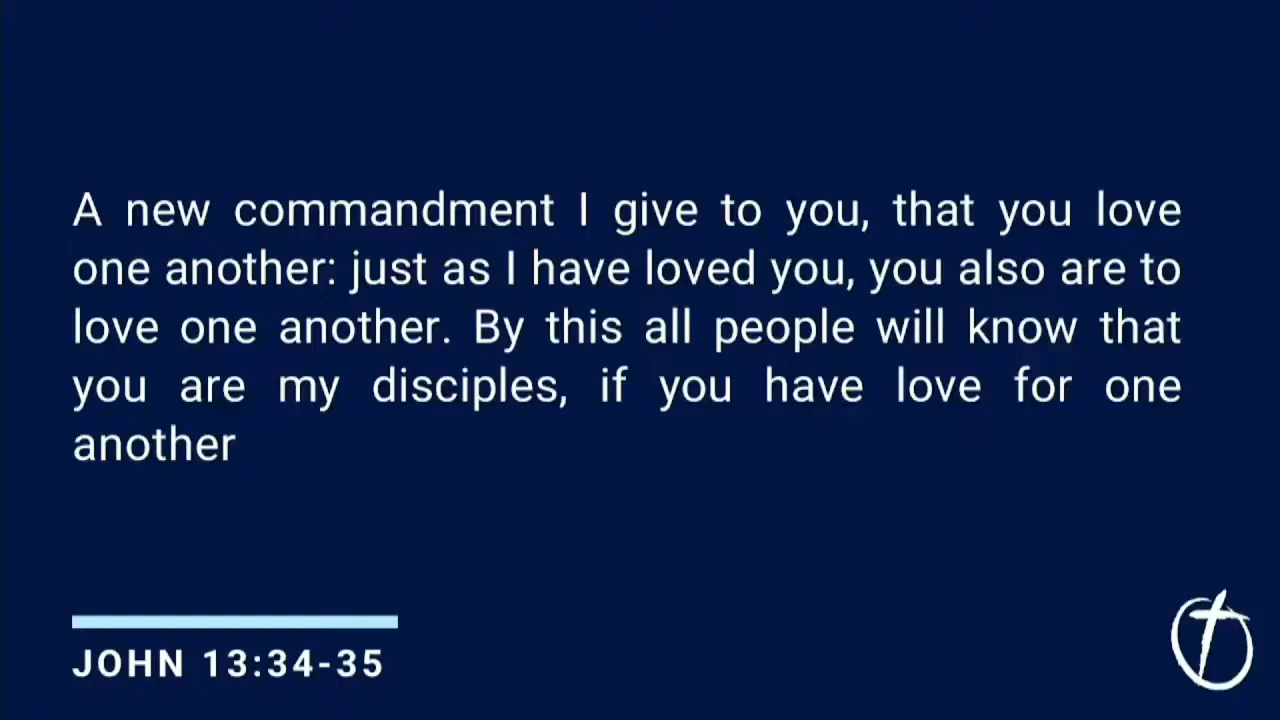 A new commandment I give to you, that you love
one another: just as I have loved you, you also are to
love one another. By this all people will know that
you are my disciples, if you have love for one
another
JOHN 13:34-35